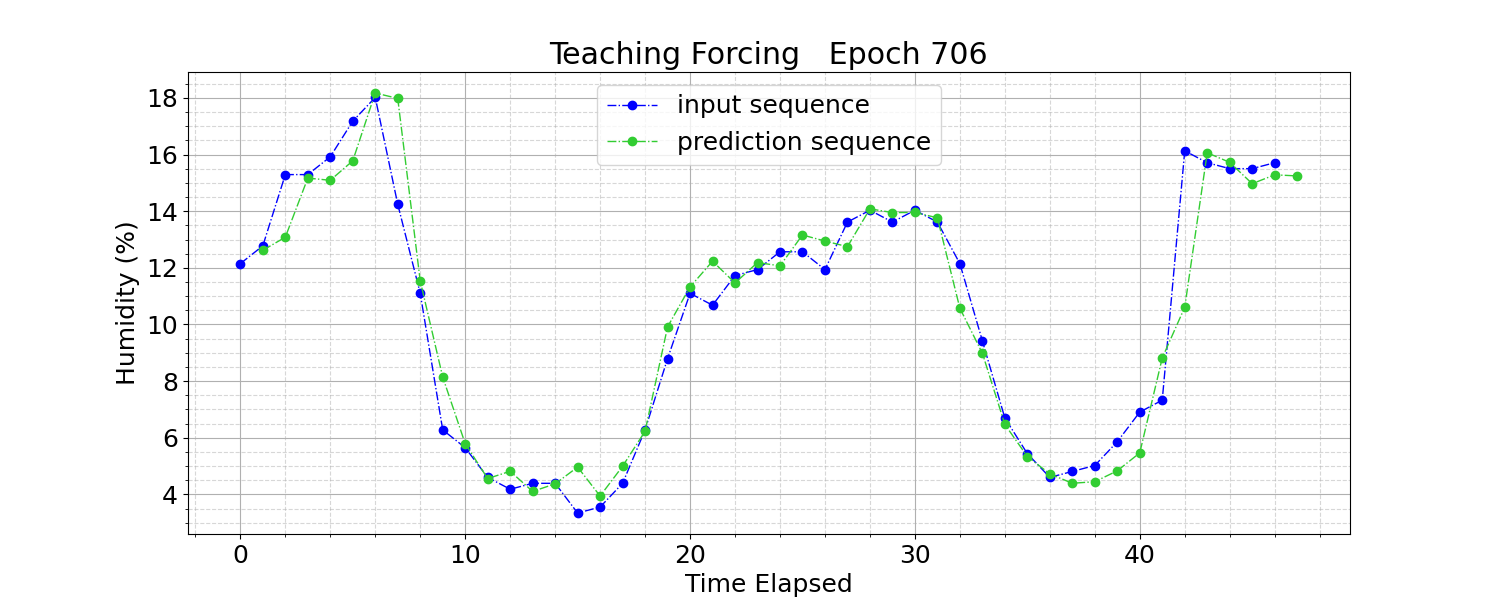 Teaching Forcing   Epoch 706
input sequence
prediction sequence
Humidity (%)
18
16
14
12
10
8
6
4
0 10 20 30 40
Time Elapsed